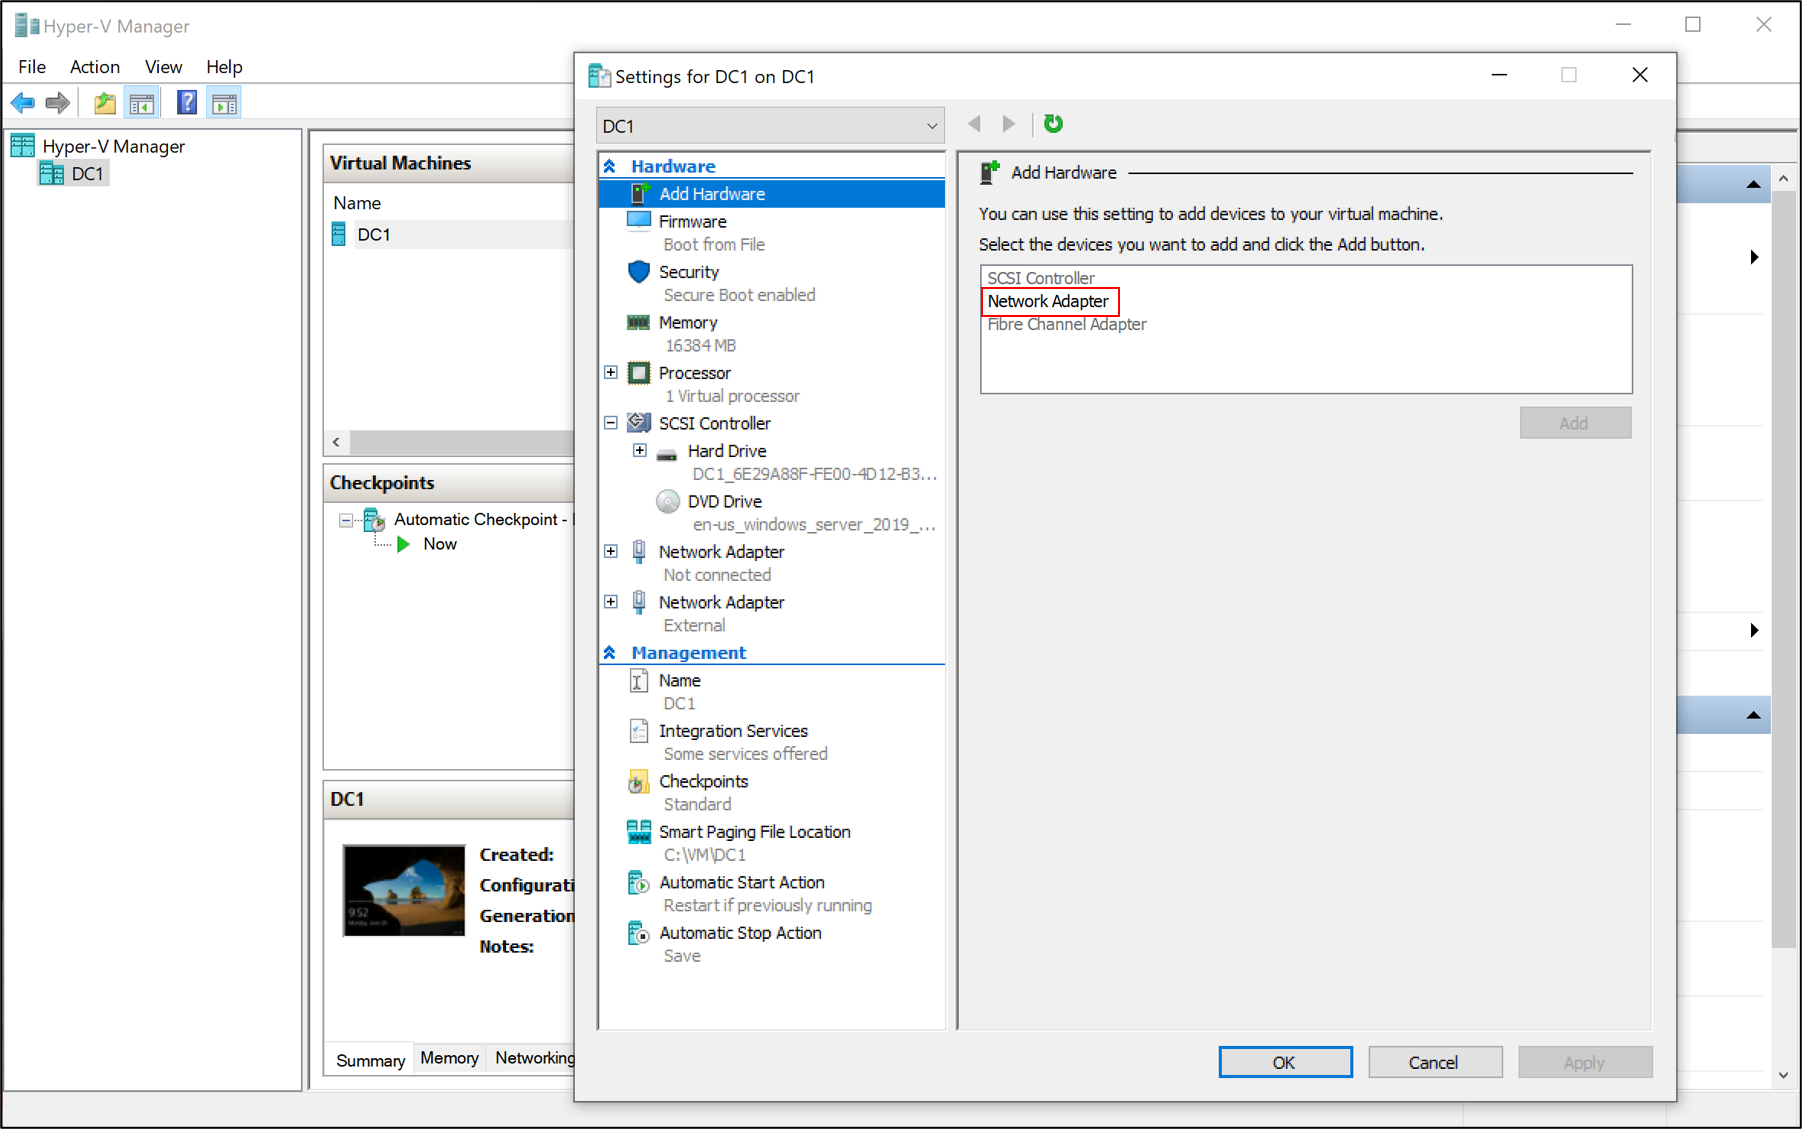 Hyper-V Manager
File Action View Help
Hyper-V Manager
DC1
Virtual Machines
Name
DC1
Checkpoints
Automatic Checkpoint -
Now
DC1
Created:
Configurati
Generation
Notes:
9:52
Summary Memory Networking
Settings for DC1 on DC1
DC1
Hardware
Add Hardware
Firmware
Boot from File
Security
Secure Boot enabled
Memory
16384 MB
Processor
1 Virtual processor
SCSI Controller
Hard Drive
DC1_6E29A88F-FE00-4D12-B3...
DVD Drive
en-us_windows_server_2019_...
Network Adapter
Not connected
Network Adapter
External
Management
Name
DC1
Integration Services
Some services offered
Checkpoints
Standard
Smart Paging File Location
C:\VM\DC1
Automatic Start Action
Restart if previously running
Automatic Stop Action
Save
Add Hardware
You can use this setting to add devices to your virtual machine.
Select the devices you want to add and click the Add button.
SCSI Controller
Network Adapter
Fibre Channel Adapter
Add
OK Cancel Apply